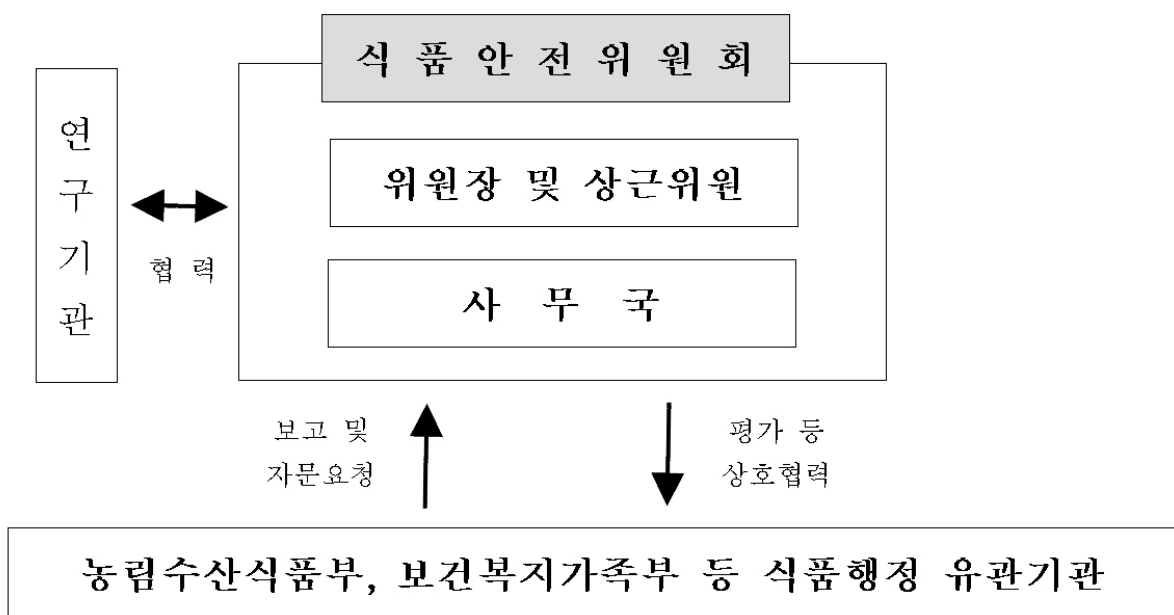 식 품 안 전 위 원 회
연
구
기
관
협 력
위원장 및 상근위원
사 무 국
보고 및
자문요청
평가 등
상호협력
농림수산식품부, 보건복지가족부 등 식품행정 유관기관